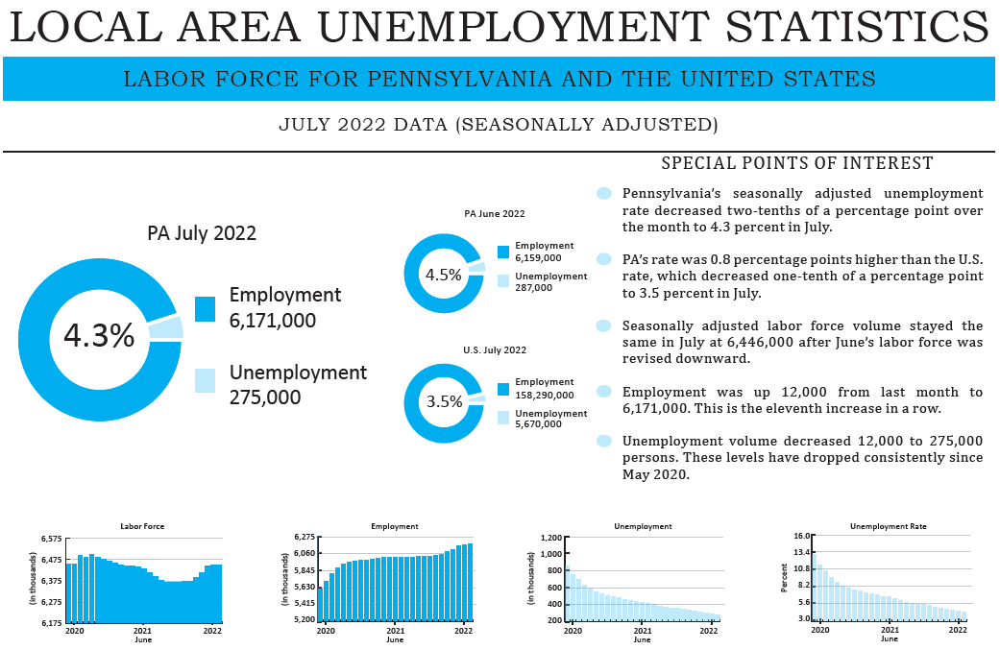 LOCAL AREA UNEMPLOYMENT STATISTICS
LABOR FORCE FOR PENNSYLVANIA AND THE UNITED STATES
JULY 2022 DATA (SEASONALLY ADJUSTED)
PA July 2022
4.3%
Employment
6,171,000
Unemployment
275,000
PA June 2022
4.5%
Employment
6,159,000
Unemployment
287,000
U.S. July 2022
3.5%
Employment
158,290,000
Unemployment
5,670,000
SPECIAL POINTS OF INTEREST
Pennsylvania's seasonally adjusted unemployment
rate decreased two-tenths of a percentage point over
the month to 4.3 percent in July.
PA's rate was 0.8 percentage points higher than the U.S.
rate, which decreased one-tenth of a percentage point
to 3.5 percent in July.
Seasonally adjusted labor force volume stayed the
same in July at 6,446,000 after June's labor force was
revised downward.
Employment was up 12,000 from last month to
6,171,000. This is the eleventh increase in a row.
Unemployment volume decreased 12,000 to 275,000
persons. These levels have dropped consistently since
May 2020.
Labor Force
(in thousands)
6,575
6,475
6,375
6,275
6,175
2020 2021 2022
June
Employment
(in thousands)
6,275
6,060
5,845
5,630
5,415
5,200
2020 2021 2022
June
Unemployment
(in thousands)
1,200
1,000
800
600
400
200
2020 2021 2022
June
Unemployment Rate
Percent
16.0
13.4
10.8
8.2
5.6
3.0
2020 2021 2022
June